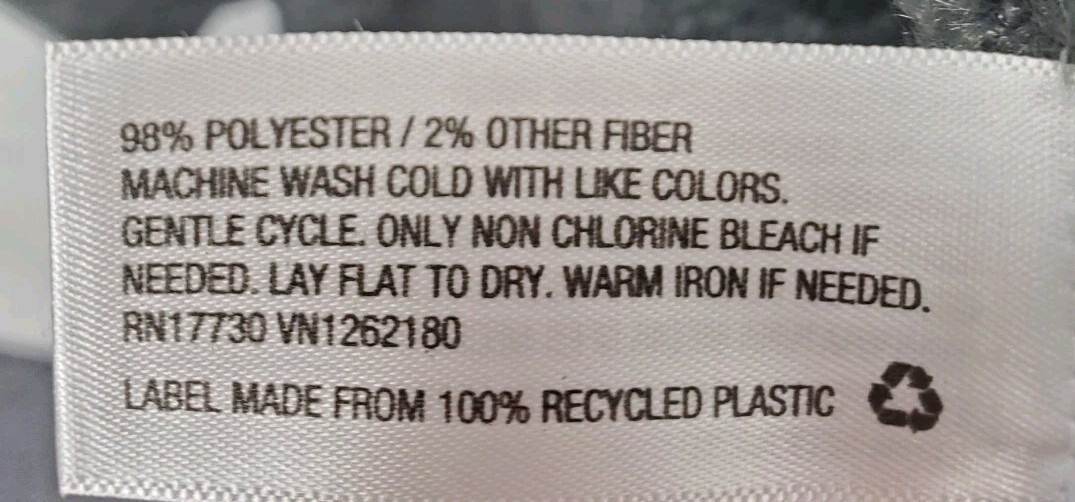 98% POLYESTER / 2% OTHER FIBER
MACHINE WASH COLD WITH LIKE COLORS.
GENTLE CYCLE. ONLY NON CHLORINE BLEACH IF
NEEDED. LAY FLAT TO DRY. WARM IRON IF NEEDED.
RN17730 VN1262180
LABEL MADE FROM 100% RECYCLED PLASTIC